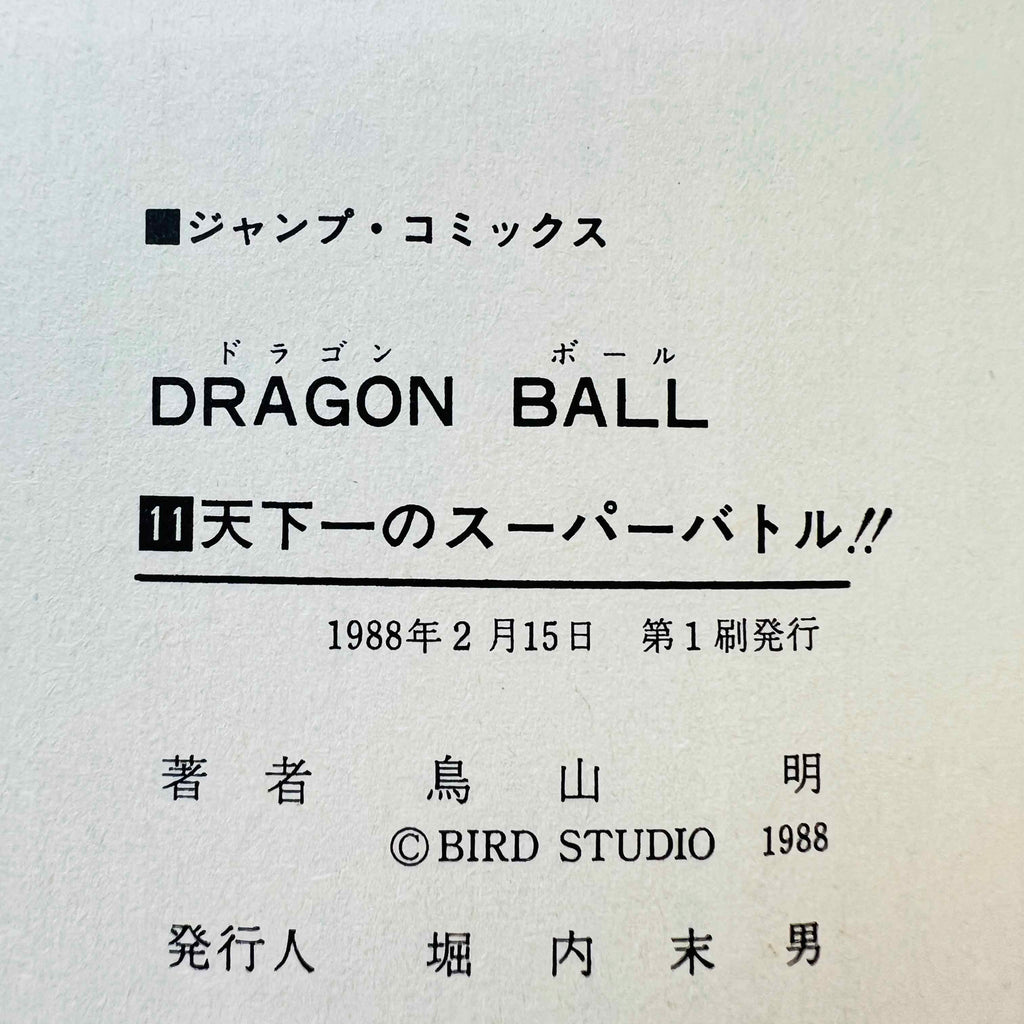 ■ジャンプ・コミックス
ドラゴン ボール
DRAGON BALL
11天下一のスーパーバトル!!
1988年2月15日 第1刷発行
著者 鳥山明
©BIRD STUDIO 1988
発行人 堀内末男